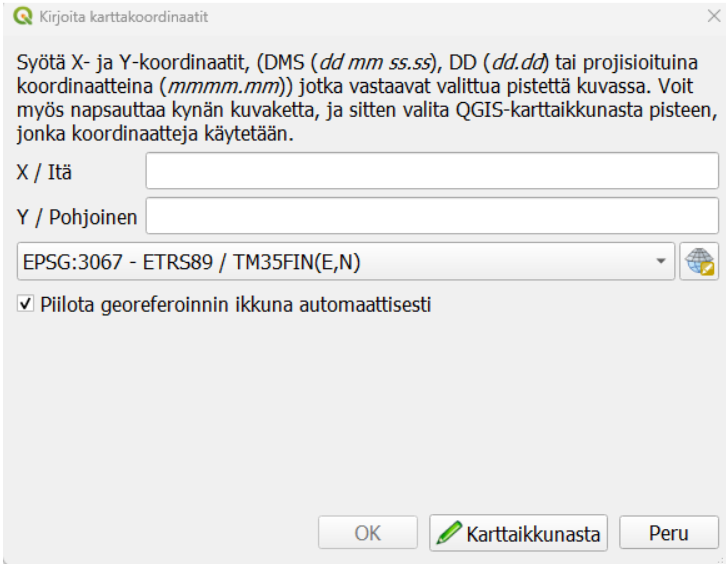 Kirjoita karttakoordinaatit
Syötä X- ja Y-koordinaatit, (DMS (dd mm ss.ss), DD (dd.dd) tai projisioituina
koordinaatteina (mmmm.mm)) jotka vastaavat valittua pistettä kuvassa. Voit
myös napsauttaa kynän kuvaketta, ja sitten valita QGIS-karttaikkunasta pisteen,
jonka koordinaatteja käytetään.
X / Itä
Y / Pohjoinen
EPSG:3067 - ETRS89 / TM35FIN(E,N)
Piilota georeferoinnin ikkuna automaattisesti
OK Karttaikkunasta Peru